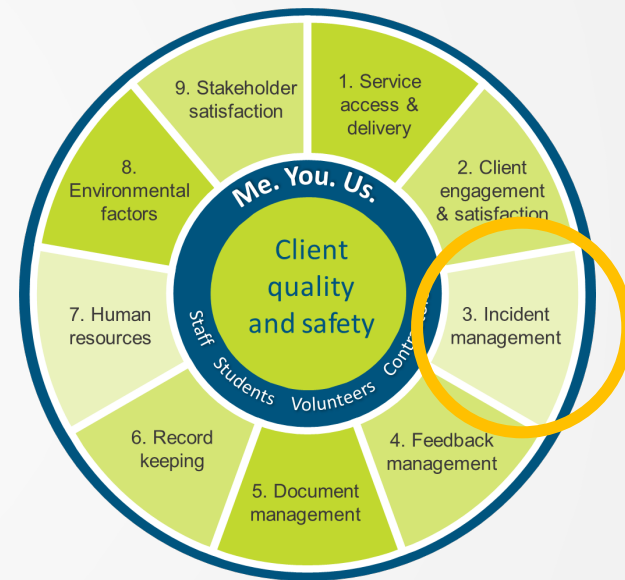 1. Service
access &
delivery
2. Client
engagement
& satisfaction
3. Incident
management
4. Feedback
management
5. Document
management
6. Record
keeping
7. Human
resources
8.
Environmental
factors
9. Stakeholder
satisfaction
Me. You. Us.
Client
quality
and safety
Staff Students Volunteers